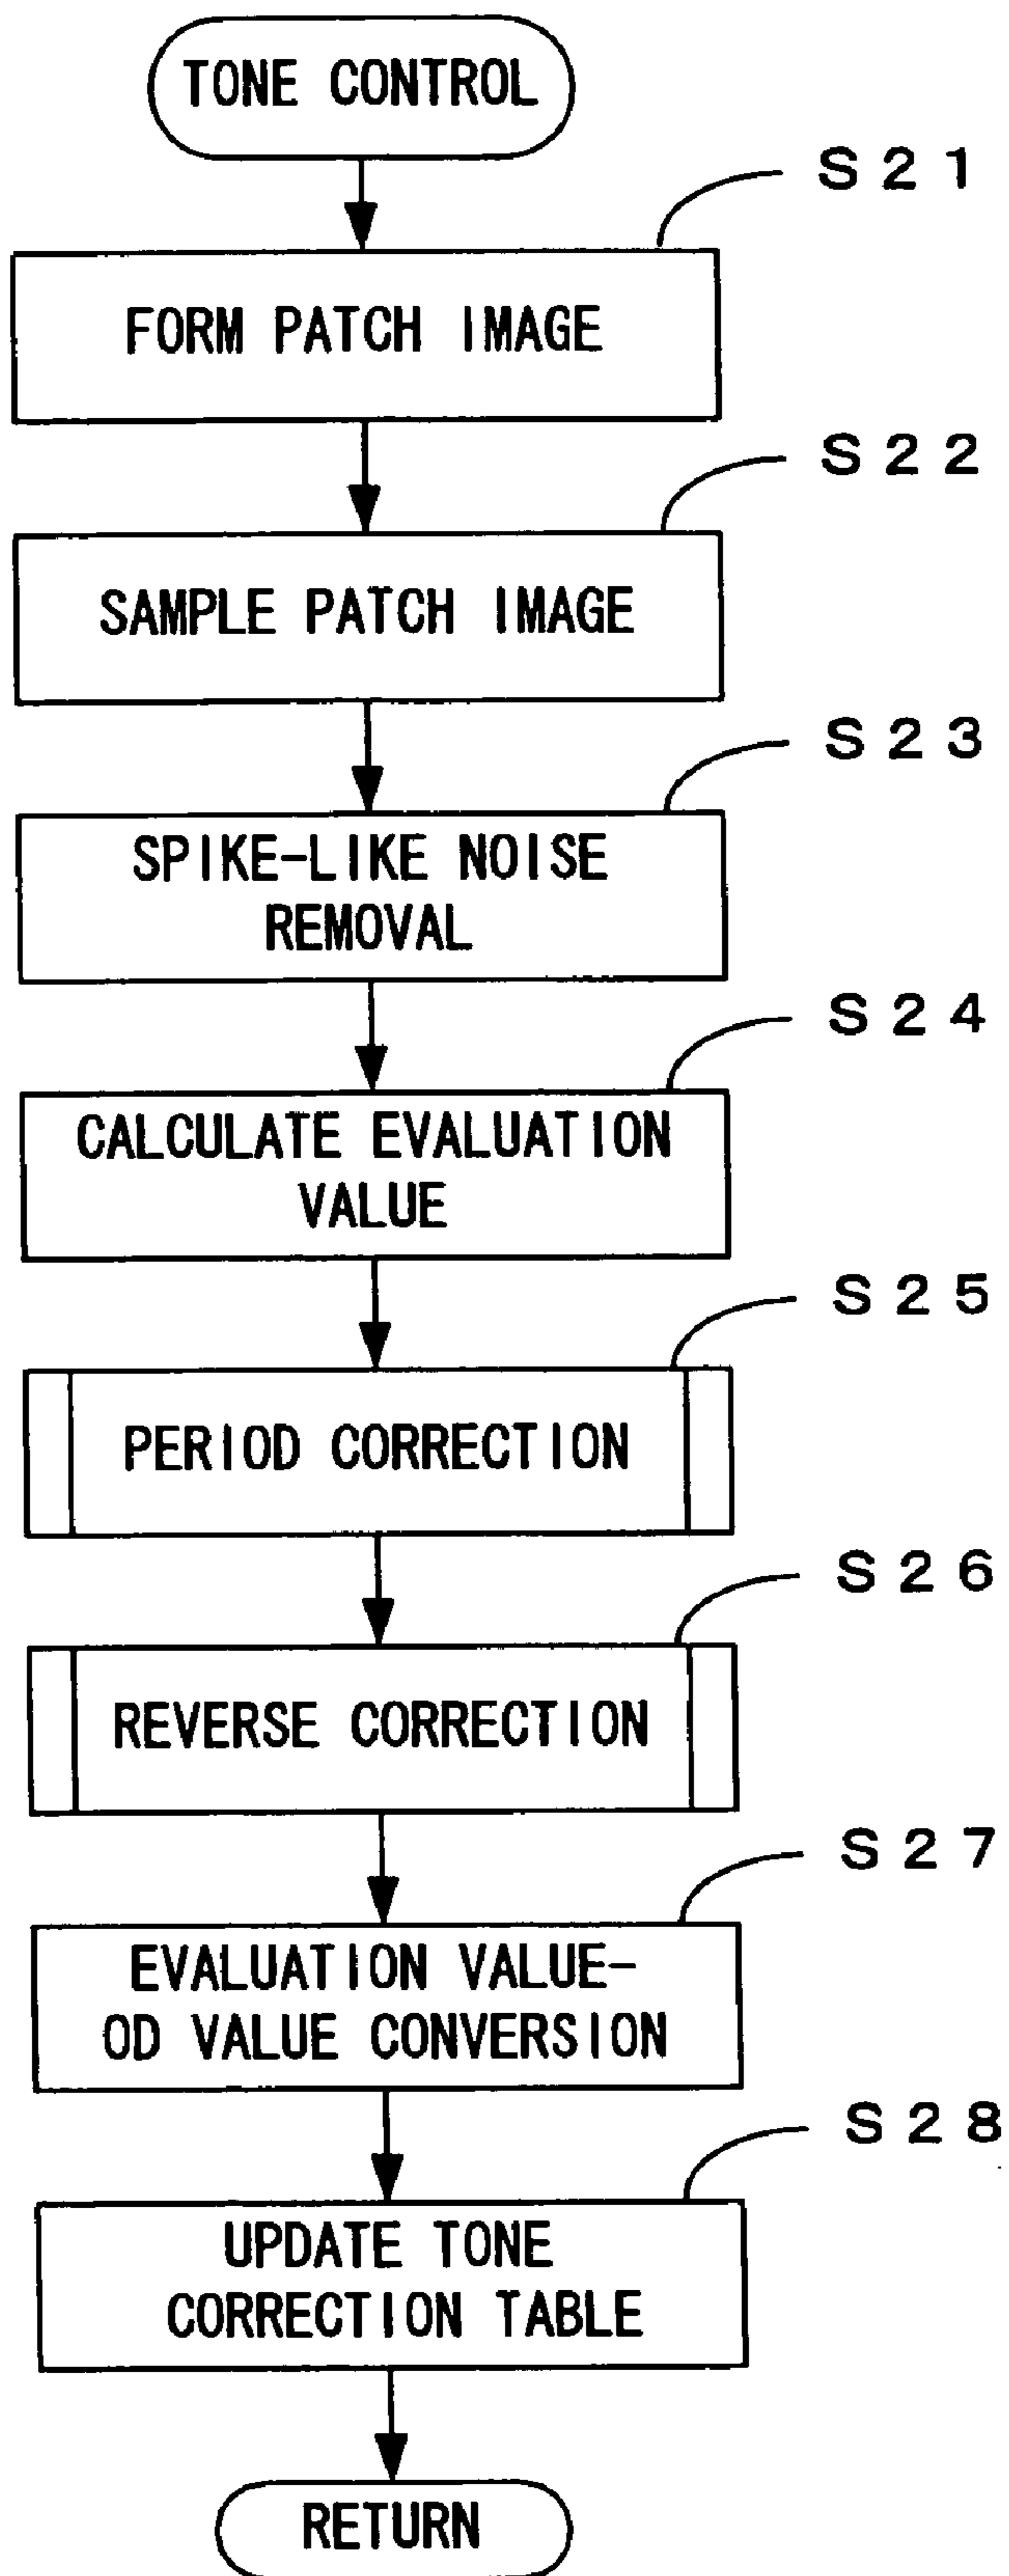 TONE CONTROL
S21
FORM PATCH IMAGE
S22
SAMPLE PATCH IMAGE
S23
SPIKE-LIKE NOISE
REMOVAL
S24
CALCULATE EVALUATION
VALUE
S25
PERIOD CORRECTION
S26
REVERSE CORRECTION
S27
EVALUATION VALUE-
OD VALUE CONVERSION
S28
UPDATE TONE
CORRECTION TABLE
RETURN